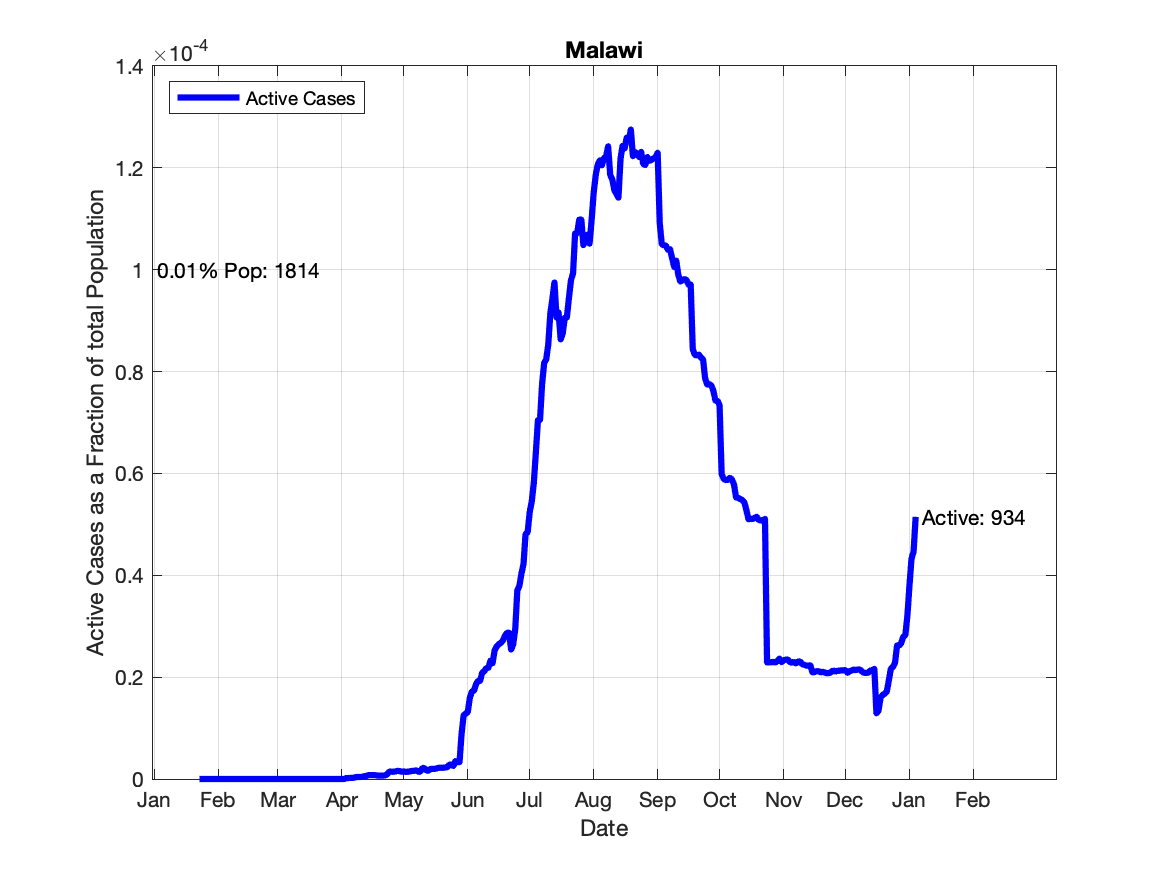 Malawi
×10⁻⁴
1.4
1.2
1
0.8
0.6
0.4
0.2
0
Active Cases as a Fraction of total Population
Active Cases
0.01% Pop: 1814
Active: 934
Jan Feb Mar Apr May Jun Jul Aug Sep Oct Nov Dec Jan Feb
Date